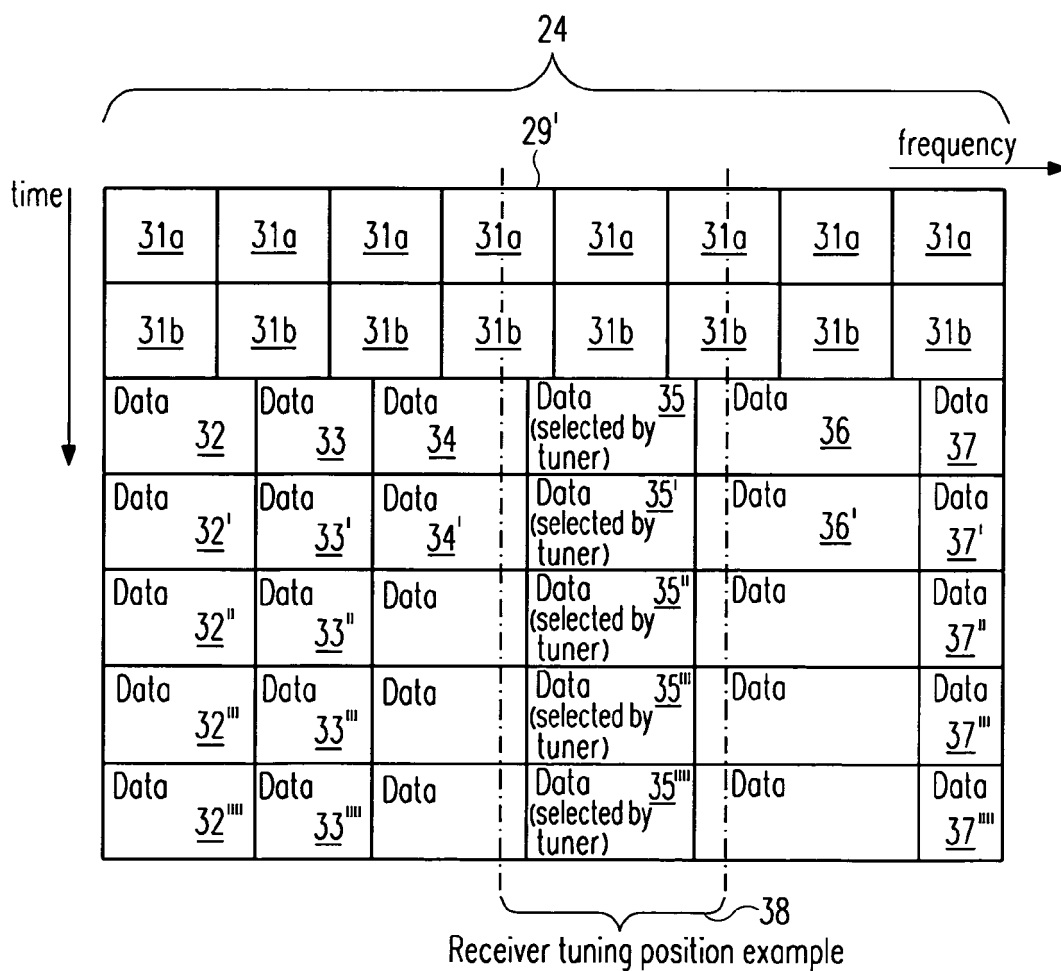 24
29'
frequency
time
31a 31a 31a 31a 31a 31a 31a 31a
31b 31b 31b 31b 31b 31b 31b 31b
Data 32 Data 33 Data 34 Data 35 (selected by tuner) Data 36 Data 37
Data 32' Data 33' Data 34' Data 35' (selected by tuner) Data 36' Data 37'
Data 32'' Data 33'' Data Data 35'' (selected by tuner) Data Data 37''
Data 32''' Data 33''' Data Data 35''' (selected by tuner) Data Data 37'''
Data 32'''' Data 33'''' Data Data 35'''' (selected by tuner) Data Data 37''''
38
Receiver tuning position example